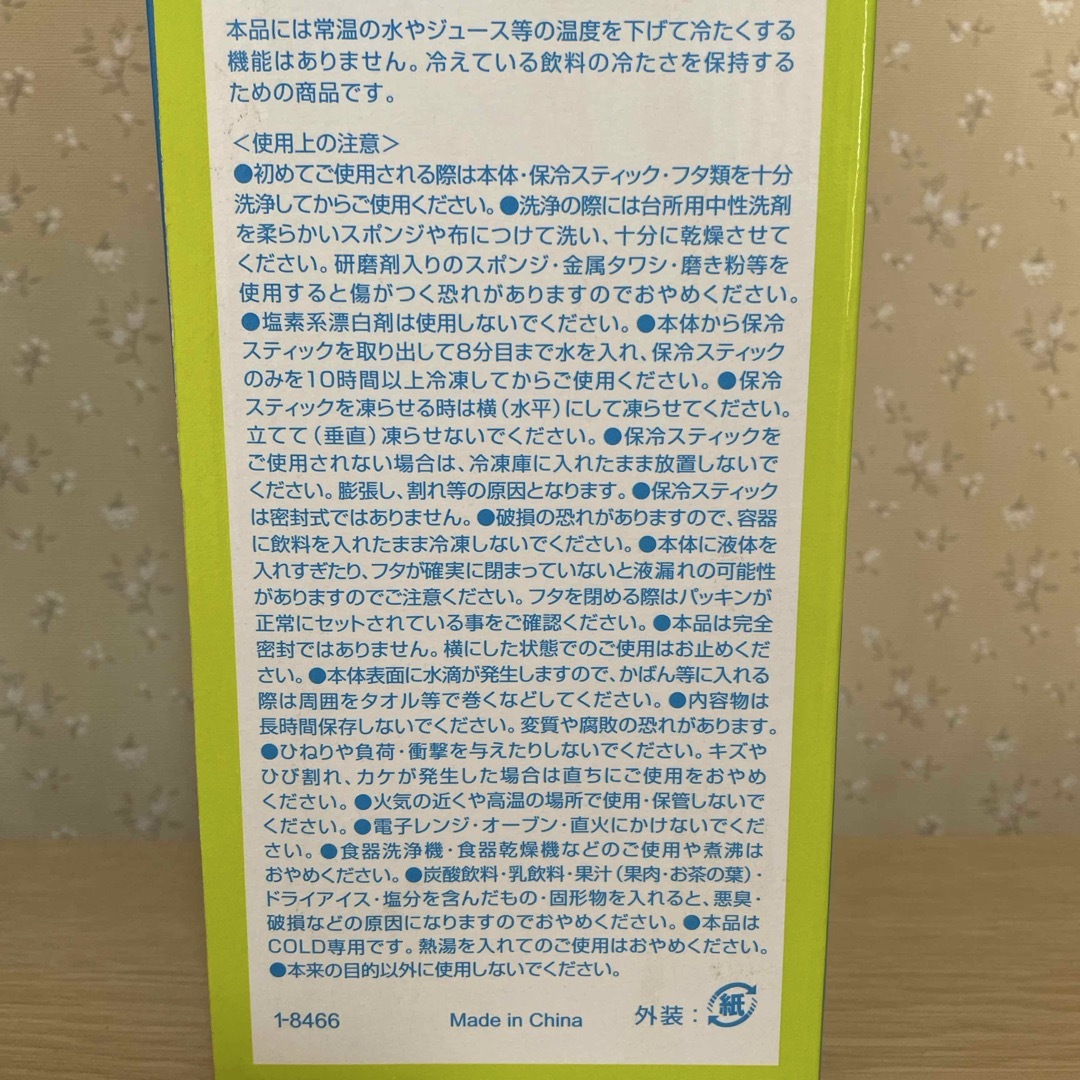 本品には常温の水やジュース等の温度を下げて冷たくする
機能はありません。冷えている飲料の冷たさを保持する
ための商品です。
＜使用上の注意＞
●初めてご使用される際は本体・保冷スティック・フタ類を十分
洗浄してからご使用ください。●洗浄の際には台所用中性洗剤
を柔らかいスポンジや布につけて洗い、十分に乾燥させて
ください。研磨剤入りのスポンジ・金属タワシ・磨き粉等を
使用すると傷がつく恐れがありますのでおやめください。
●塩素系漂白剤は使用しないでください。●本体から保冷
スティックを取り出して8分目まで水を入れ、保冷スティック
のみを10時間以上冷凍してからご使用ください。●保冷
スティックを凍らせる時は横（水平）にして凍らせてください。
立てて（垂直）凍らせないでください。●保冷スティックを
ご使用されない場合は、冷凍庫に入れたまま放置しないで
ください。膨張し、割れ等の原因となります。●保冷スティック
は密封式ではありません。●破損の恐れがありますので、容器
に飲料を入れたまま冷凍しないでください。●本体に液体を
入れすぎたり、フタが確実に閉まっていないと液漏れの可能性
がありますのでご注意ください。フタを閉める際はパッキンが
正常にセットされている事をご確認ください。●本品は完全
密封ではありません。横にした状態でのご使用はお止めくだ
さい。●本体表面に水滴が発生しますので、かばん等に入れる
際は周囲をタオル等で巻くなどしてください。●内容物は
長時間保存しないでください。変質や腐敗の恐れがあります。
●ひねりや負荷・衝撃を与えたりしないでください。キズや
ひび割れ、カケが発生した場合は直ちにご使用をおやめ
ください。●火気の近くや高温の場所で使用・保管しないで
ください。●電子レンジ・オーブン・直火にかけないでくだ
さい。●食器洗浄機・食器乾燥機などのご使用や煮沸は
おやめください。●炭酸飲料・乳飲料・果汁（果肉・お茶の葉）・
ドライアイス・塩分を含んだもの・固形物を入れると、悪臭・
破損などの原因になりますのでおやめください。●本品は
COLD専用です。熱湯を入れてのご使用はおやめください。
●本来の目的以外に使用しないでください。
1-8466 Made in China 外装：紙